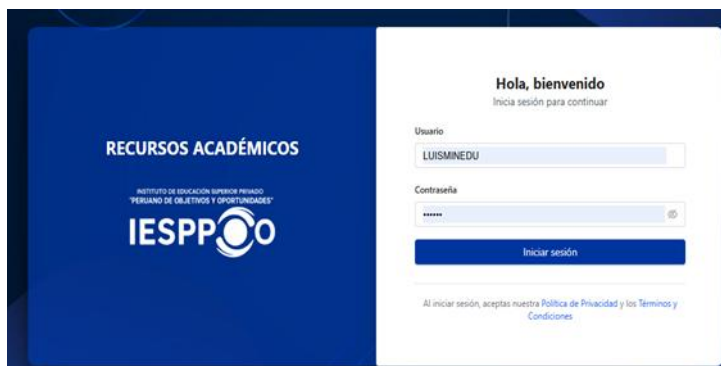 RECURSOS ACADÉMICOS
INSTITUTO DE EDUCACIÓN SUPERIOR PRIVADO
"PERUANO DE OBJETIVOS Y OPORTUNIDADES"
IESPPOO
Hola, bienvenido
Inicia sesión para continuar
Usuario
LUISMINEDU
Contraseña
••••••
Iniciar sesión
Al iniciar sesión, aceptas nuestra Política de Privacidad y los Términos y
Condiciones